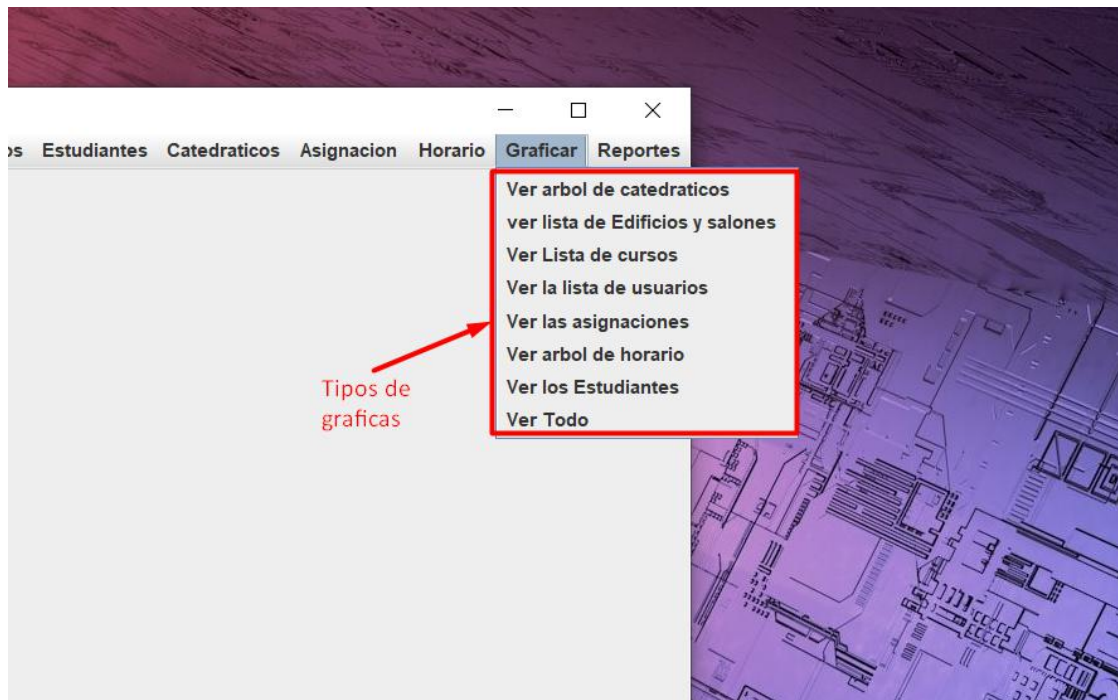 os Estudiantes Catedraticos Asignacion Horario Graficar Reportes
Ver arbol de catedraticos
ver lista de Edificios y salones
Ver Lista de cursos
Ver la lista de usuarios
Ver las asignaciones
Ver arbol de horario
Ver los Estudiantes
Ver Todo
Tipos de
graficas